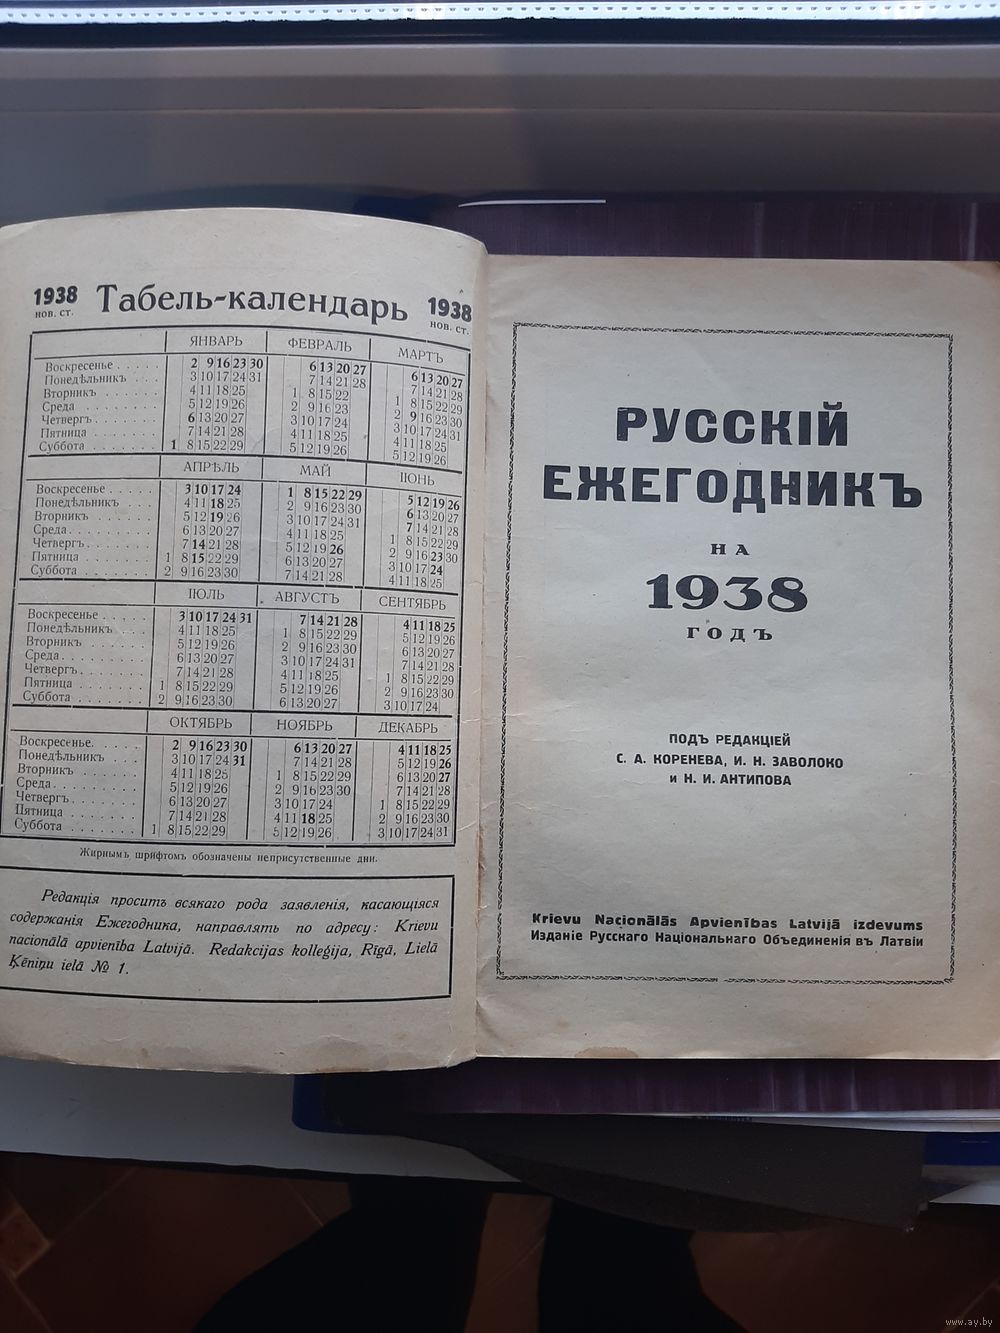 1938 Табель-календарь 1938
нов. ст. нов. ст.
ЯНВАРЬ ФЕВРАЛЬ МАРТЪ
Воскресенье . . . . . 2 9 16 23 30 6 13 20 27 6 13 20 27
Понедѣльникъ . . . 3 10 17 24 31 7 14 21 28 7 14 21 28
Вторникъ . . . . . . 4 11 18 25 1 8 15 22 1 8 15 22 29
Среда . . . . . . . . 5 12 19 26 2 9 16 23 2 9 16 23 30
Четвергъ . . . . . . 6 13 20 27 3 10 17 24 3 10 17 24 31
Пятница . . . . . . . 7 14 21 28 4 11 18 25 4 11 18 25
Суббота . . . . . . . 1 8 15 22 29 5 12 19 26 5 12 19 26
АПРѢЛЬ МАЙ ІЮНЬ
Воскресенье . . . . . 3 10 17 24 1 8 15 22 29 5 12 19 26
Понедѣльникъ . . . 4 11 18 25 2 9 16 23 30 6 13 20 27
Вторникъ . . . . . . 5 12 19 26 3 10 17 24 31 7 14 21 28
Среда . . . . . . . . 6 13 20 27 4 11 18 25 1 8 15 22 29
Четвергъ . . . . . . 7 14 21 28 5 12 19 26 2 9 16 23 30
Пятница . . . . . . . 1 8 15 22 29 6 13 20 27 3 10 17 24
Суббота . . . . . . . 2 9 16 23 30 7 14 21 28 4 11 18 25
ІЮЛЬ АВГУСТЪ СЕНТЯБРЬ
Воскресенье . . . . . 3 10 17 24 31 7 14 21 28 4 11 18 25
Понедѣльникъ . . . 4 11 18 25 1 8 15 22 29 5 12 19 26
Вторникъ . . . . . . 5 12 19 26 2 9 16 23 30 6 13 20 27
Среда . . . . . . . . 6 13 20 27 3 10 17 24 31 7 14 21 28
Четвергъ . . . . . . 7 14 21 28 4 11 18 25 1 8 15 22 29
Пятница . . . . . . . 1 8 15 22 29 5 12 19 26 2 9 16 23 30
Суббота . . . . . . . 2 9 16 23 30 6 13 20 27 3 10 17 24
ОКТЯБРЬ НОЯБРЬ ДЕКАБРЬ
Воскресенье. . . . . 2 9 16 23 30 6 13 20 27 4 11 18 25
Понедѣльникъ . . . 3 10 17 24 31 7 14 21 28 5 12 19 26
Вторникъ . . . . . . 4 11 18 25 1 8 15 22 29 6 13 20 27
Среда . . . . . . . . 5 12 19 26 2 9 16 23 30 7 14 21 28
Четвергъ . . . . . . 6 13 20 27 3 10 17 24 1 8 15 22 29
Пятница . . . . . . . 7 14 21 28 4 11 18 25 2 9 16 23 30
Суббота . . . . . . . 1 8 15 22 29 5 12 19 26 3 10 17 24 31
Жирнымъ шрифтомъ обозначены неприсутственные дни.
Редакція проситъ всякаго рода заявленія, касающіяся
содержанія Ежегодника, направлять по адресу: Krievu
nacionālā apvienība Latvijā. Redakcijas kolleģija, Rīgā, Lielā
Ķēniņu ielā № 1.
РУССКІЙ
ЕЖЕГОДНИКЪ
НА
1938
ГОДЪ
ПОДЪ РЕДАКЦІЕЙ
С. А. КОРЕНЕВА, И. Н. ЗАВОЛОКО
и Н. И. АНТИПОВА
Krievu Nacionālās Apvienības Latvijā izdevums
Изданіе Русскаго Національнаго Объединенія въ Латвіи
www.ay.by